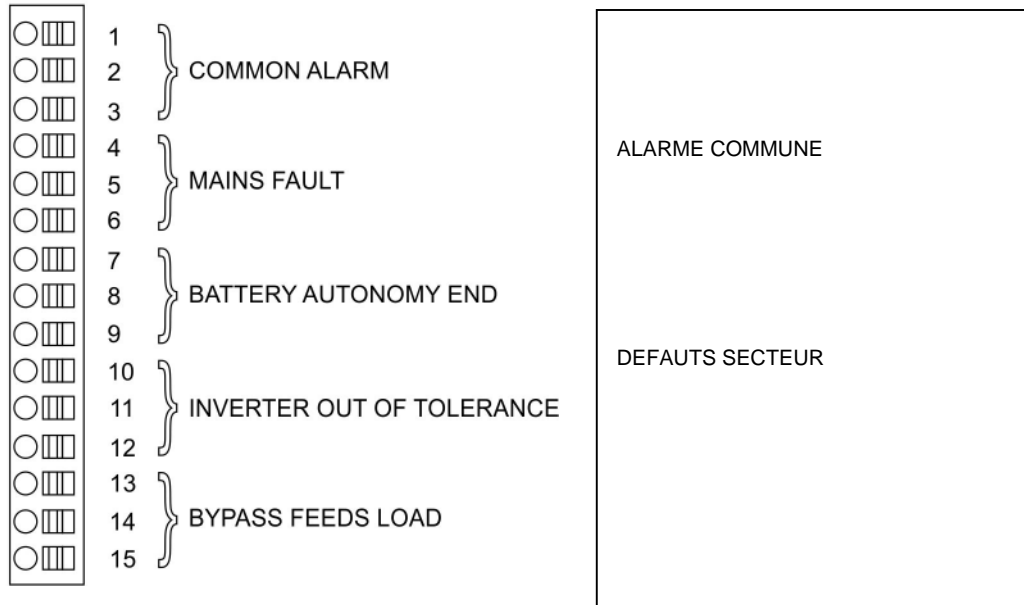 1
2 COMMON ALARM
3
4
5 MAINS FAULT
6
7
8 BATTERY AUTONOMY END
9
10
11 INVERTER OUT OF TOLERANCE
12
13
14 BYPASS FEEDS LOAD
15
ALARME COMMUNE
DEFAUTS SECTEUR